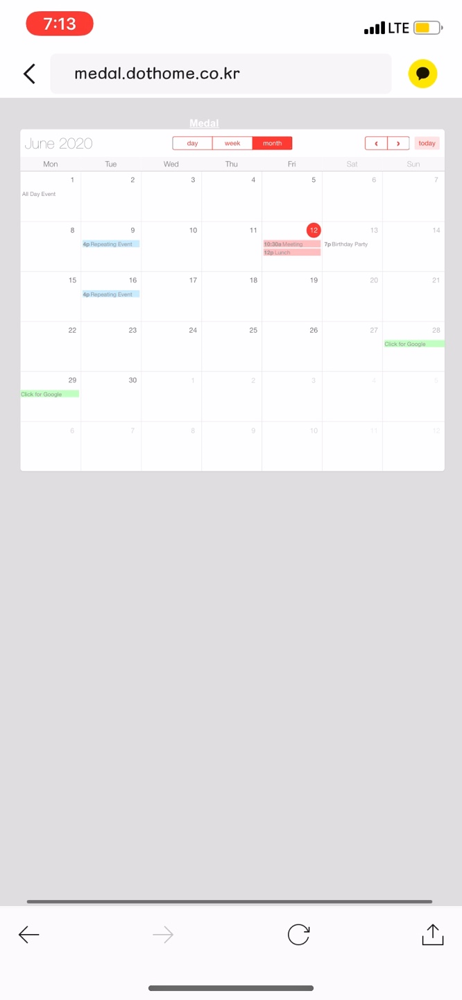 7:13 LTE
medal.dothome.co.kr
Medal
June 2020 day week month ‹ › today
Mon Tue Wed Thu Fri Sat Sun
1 2 3 4 5 6 7
All Day Event
8 9 10 11 12 13 14
4p Repeating Event 10:30a Meeting 7p Birthday Party
12p Lunch
15 16 17 18 19 20 21
4p Repeating Event
22 23 24 25 26 27 28
Click for Google
29 30 1 2 3 4 5
Click for Google
6 7 8 9 10 11 12